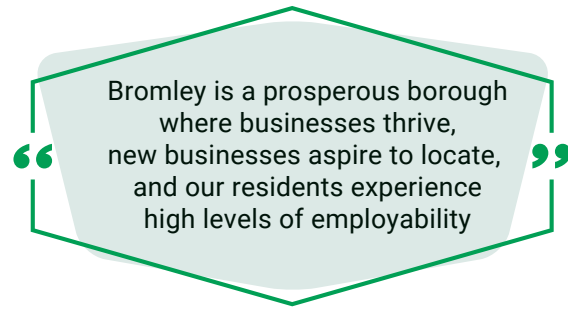 “ Bromley is a prosperous borough
where businesses thrive,
new businesses aspire to locate,
and our residents experience
high levels of employability ”